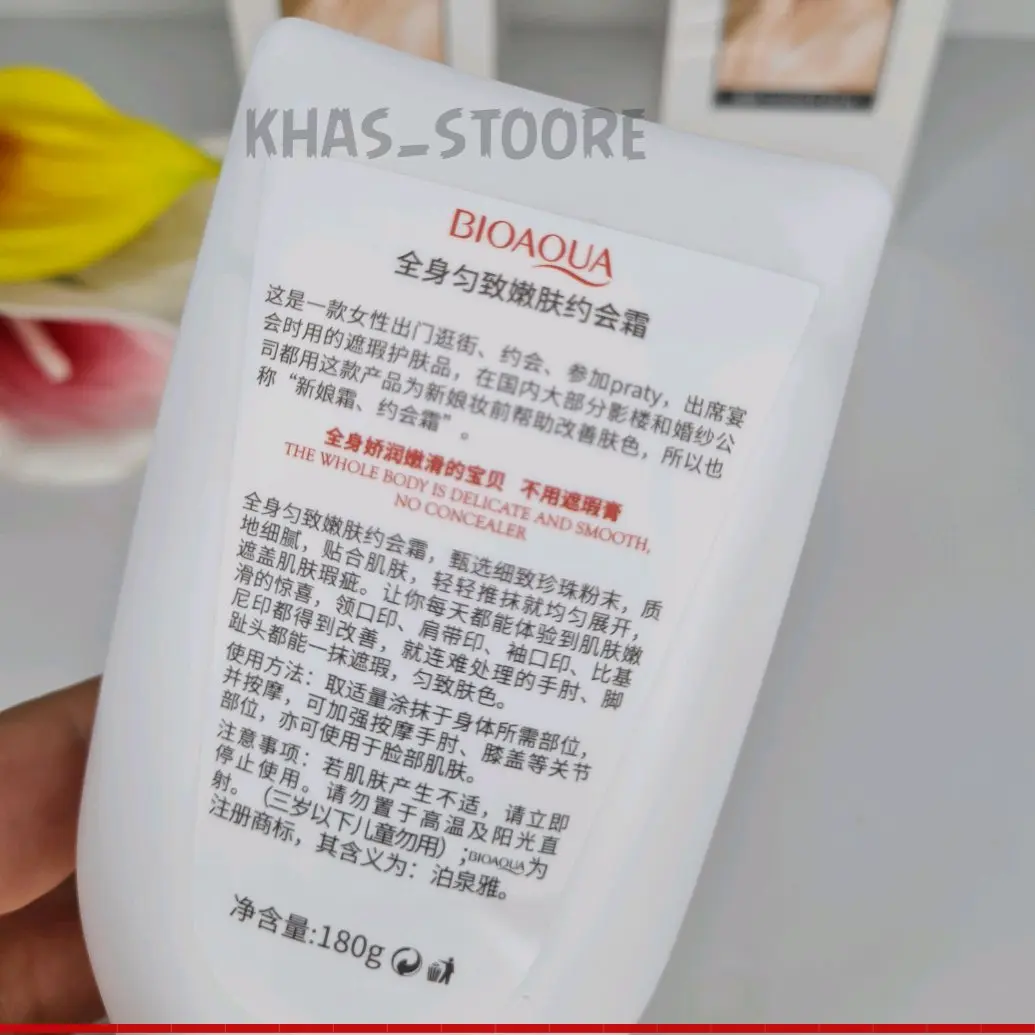 KHAS_STOORE
BIOAQUA
全身匀致嫩肤约会霜
这是一款女性出门逛街、约会、参加praty，出席宴
会时用的遮瑕护肤品，在国内大部分影楼和婚纱公
司都用这款产品为新娘妆前帮助改善肤色，所以也
称“新娘霜、约会霜”。
全身娇润嫩滑的宝贝 不用遮瑕膏
THE WHOLE BODY IS DELICATE AND SMOOTH,
NO CONCEALER
全身匀致嫩肤约会霜，甄选细致珍珠粉末，质
地细腻，贴合肌肤，轻轻推抹就均匀展开，
遮盖肌肤瑕疵。让你每天都能体验到肌肤嫩
滑的惊喜，领口印、肩带印、袖口印、比基
尼印都得到改善，就连难处理的手肘、脚
趾头都能一抹遮瑕，匀致肤色。
使用方法：取适量涂抹于身体所需部位，
并按摩，可加强按摩手肘、膝盖等关节
部位，亦可使用于脸部肌肤。
注意事项：若肌肤产生不适，请立即
停止使用。请勿置于高温及阳光直
射。（三岁以下儿童勿用）；BIOAQUA为
注册商标，其含义为：泊泉雅。
净含量:180g